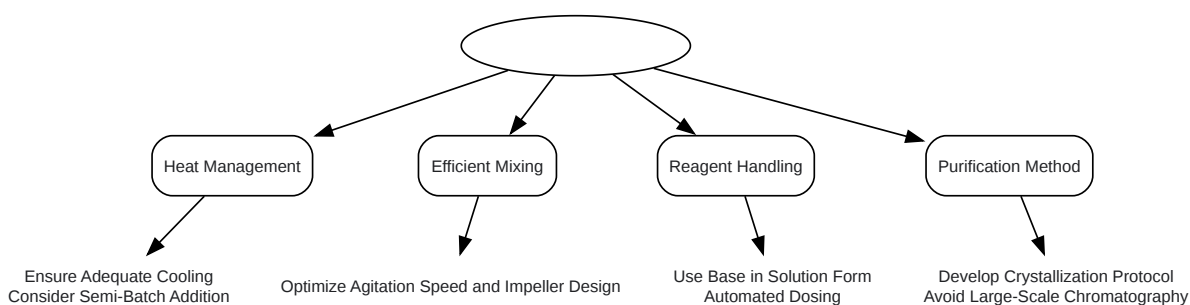 Heat Management
Efficient Mixing
Reagent Handling
Purification Method
Ensure Adequate Cooling
Consider Semi-Batch Addition
Optimize Agitation Speed and Impeller Design
Use Base in Solution Form
Automated Dosing
Develop Crystallization Protocol
Avoid Large-Scale Chromatography